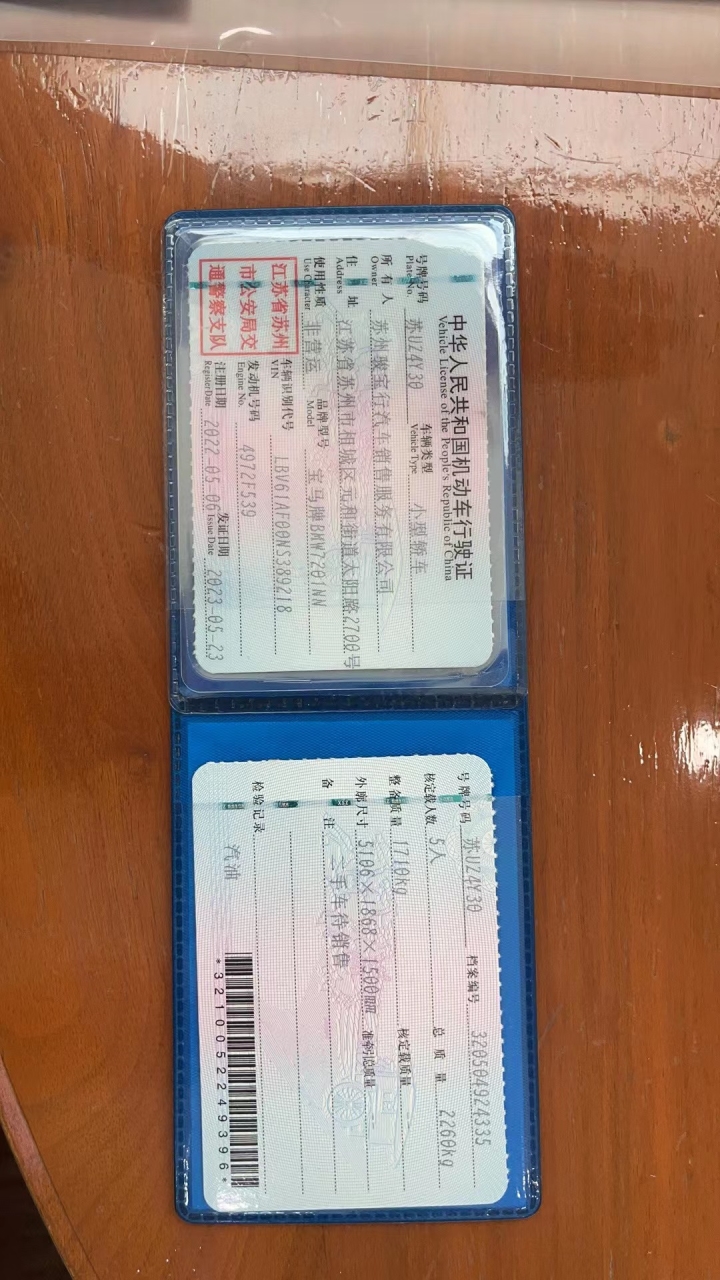 中华人民共和国机动车行驶证
Vehicle License of the People's Republic of China
号牌号码 苏UZ4Y30 车辆类型 小型轿车
Plate No. Vehicle Type
所有人 苏州骏宝行汽车销售服务有限公司
Owner
住址 江苏省苏州市相城区元和街道太阳路2700号
Address
使用性质 非营运 品牌型号 宝马牌BMW7201NN
Use Character Model
江苏省苏州
市公安局交
通警察支队
车辆识别代号 LBV61AF00NS389218
VIN
发动机号码 4972F539
Engine No.
注册日期 2022-05-06 发证日期 2023-05-23
Register Date Issue Date
号牌号码 苏UZ4Y30 档案编号 320504924335
核定载人数 5人 总质量 2260kg
整备质量 1710kg 核定载质量
外廓尺寸 5106×1868×1500mm 准牵引总质量
备注 二手车待销售
检验记录
汽油
*3210052249396*